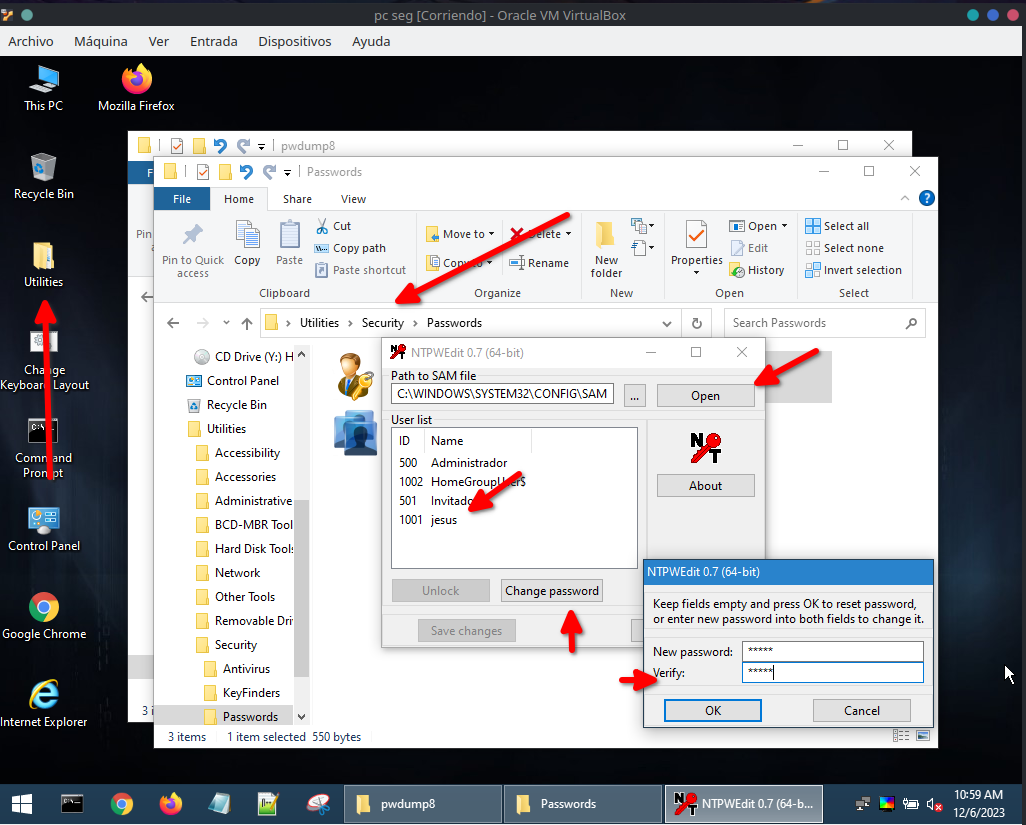 pc seg [Corriendo] - Oracle VM VirtualBox
Archivo Máquina Ver Entrada Dispositivos Ayuda
This PC
Mozilla Firefox
Recycle Bin
Utilities
Change
Keyboard Layout
Command
Prompt
Control Panel
Google Chrome
Internet Explorer
pwdump8
F
Pin
a
3 i
Passwords
File Home Share View
Pin to Quick
access
Copy
Paste
Cut
Copy path
Paste shortcut
Clipboard
Move to
Copy to
Delete
Rename
Organize
New
folder
New
Properties
Open
Edit
History
Open
Select all
Select none
Invert selection
Select
Utilities > Security > Passwords
Search Passwords
CD Drive (Y:) H
Control Panel
Recycle Bin
Utilities
Accessibility
Accessories
Administrative
BCD-MBR Tool
Hard Disk Tools
Network
Other Tools
Removable Dri
Security
Antivirus
KeyFinders
Passwords
3 items 1 item selected 550 bytes
NTPWEdit 0.7 (64-bit)
Path to SAM file
C:\WINDOWS\SYSTEM32\CONFIG\SAM
...
Open
User list
ID Name
500 Administrador
1002 HomeGroupUser$
501 Invitado
1001 jesus
NT
About
Unlock
Change password
Save changes
NTPWEdit 0.7 (64-bit)
Keep fields empty and press OK to reset password,
or enter new password into both fields to change it.
New password: *****
Verify: *****
OK Cancel
pwdump8
Passwords
NTPWEdit 0.7 (64-b...
10:59 AM
12/6/2023